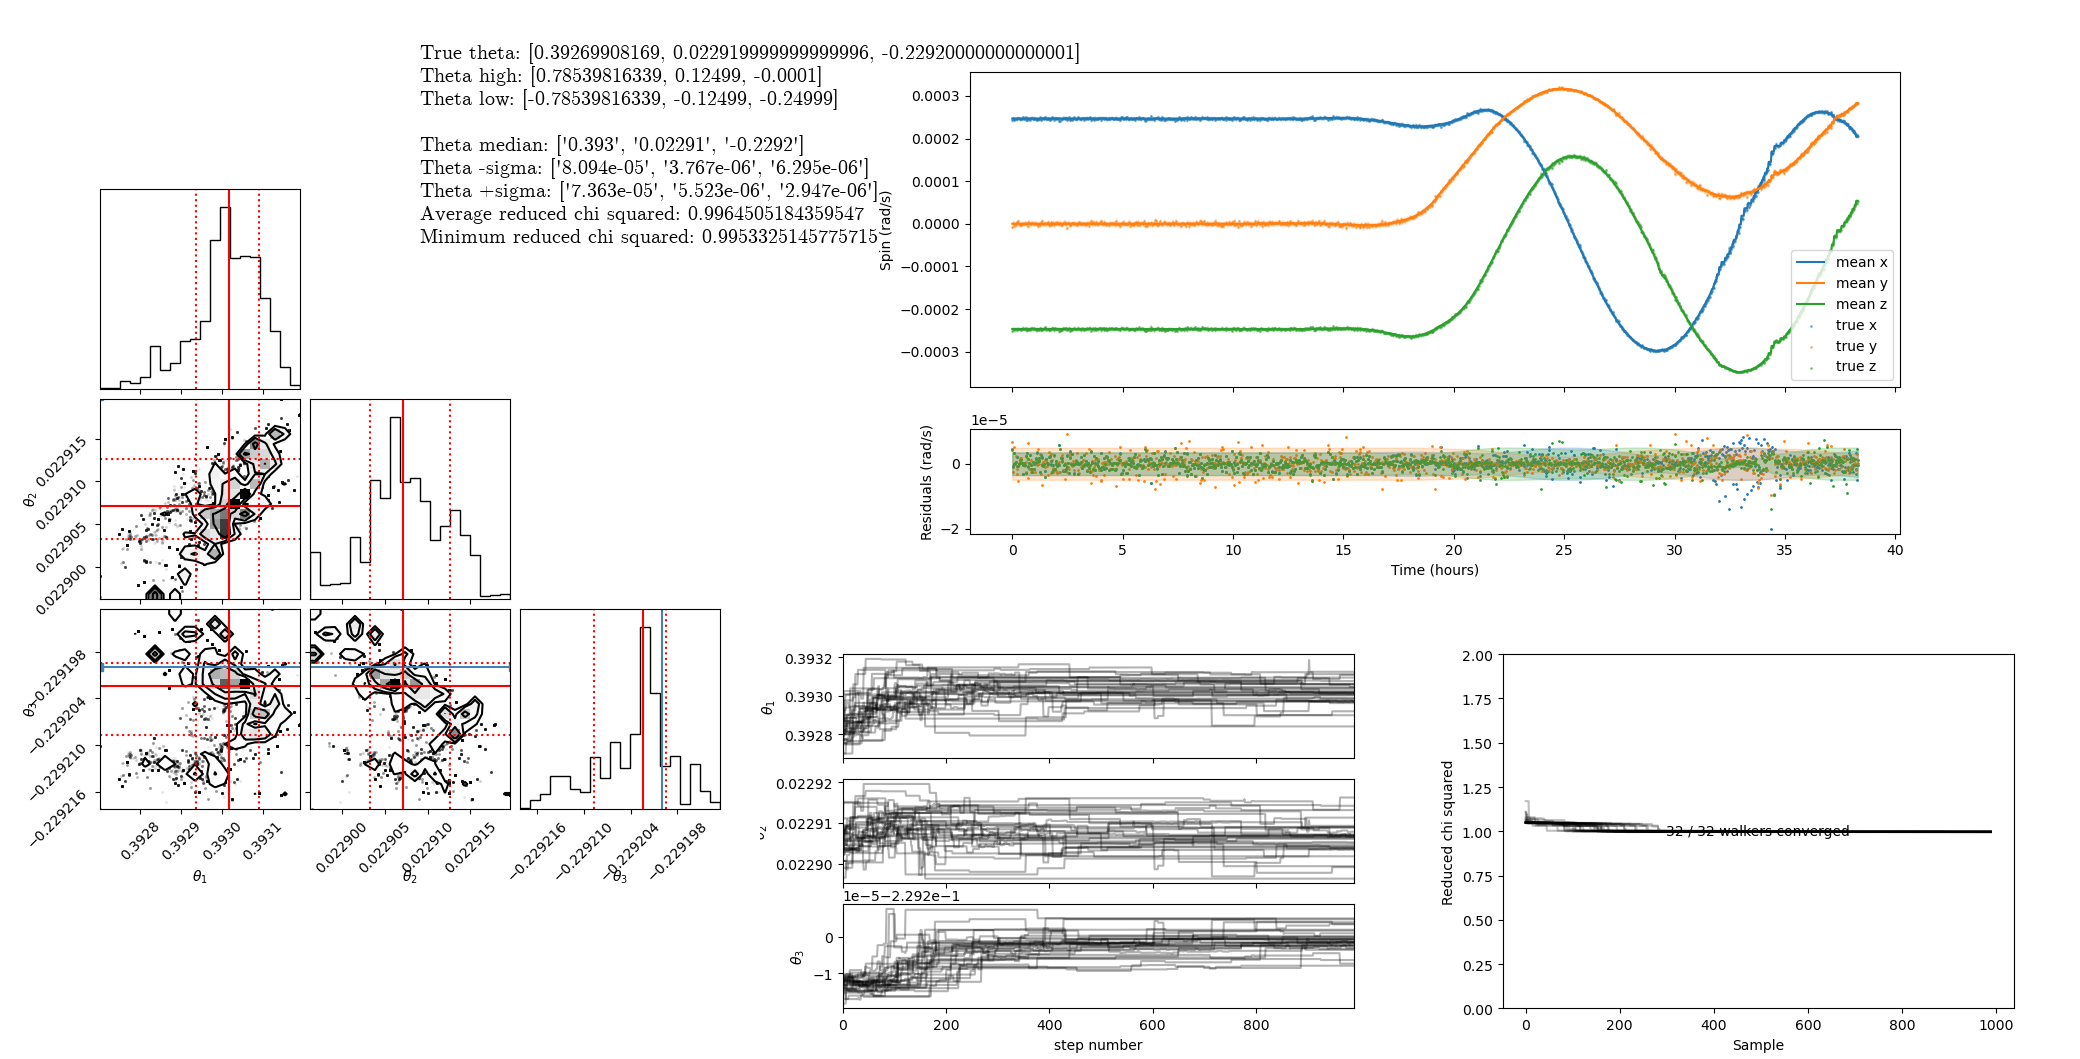 True theta: [0.39269908169, 0.022919999999999996, -0.22920000000000001]
Theta high: [0.78539816339, 0.12499, -0.0001]
Theta low: [-0.78539816339, -0.12499, -0.24999]
Theta median: ['0.393', '0.02291', '-0.2292']
Theta -sigma: ['8.094e-05', '3.767e-06', '6.295e-06']
Theta +sigma: ['7.363e-05', '5.523e-06', '2.947e-06']
Average reduced chi squared: 0.9964505184359547
Minimum reduced chi squared: 0.9953325145775715
Spin (rad/s)
0.0003
0.0002
0.0001
0.0000
−0.0001
−0.0002
−0.0003
mean x
mean y
mean z
true x
true y
true z
1e−5
Residuals (rad/s)
0
−2
0 5 10 15 20 25 30 35 40
Time (hours)
θ2
0.022915
0.022910
0.022905
0.022900
θ3
−0.229198
−0.229204
−0.229210
−0.229216
0.3928 0.3929 0.3930 0.3931
θ1
0.022900 0.022905 0.022910 0.022915
θ2
−0.229216 −0.229210 −0.229204 −0.229198
θ3
θ1
0.3932
0.3930
0.3928
0.02292
0.02291
0.02290
1e−5−2.292e−1
θ3
0
−1
0 200 400 600 800
step number
Reduced chi squared
2.00
1.75
1.50
1.25
1.00
0.75
0.50
0.25
0.00
32 / 32 walkers converged
0 200 400 600 800 1000
Sample